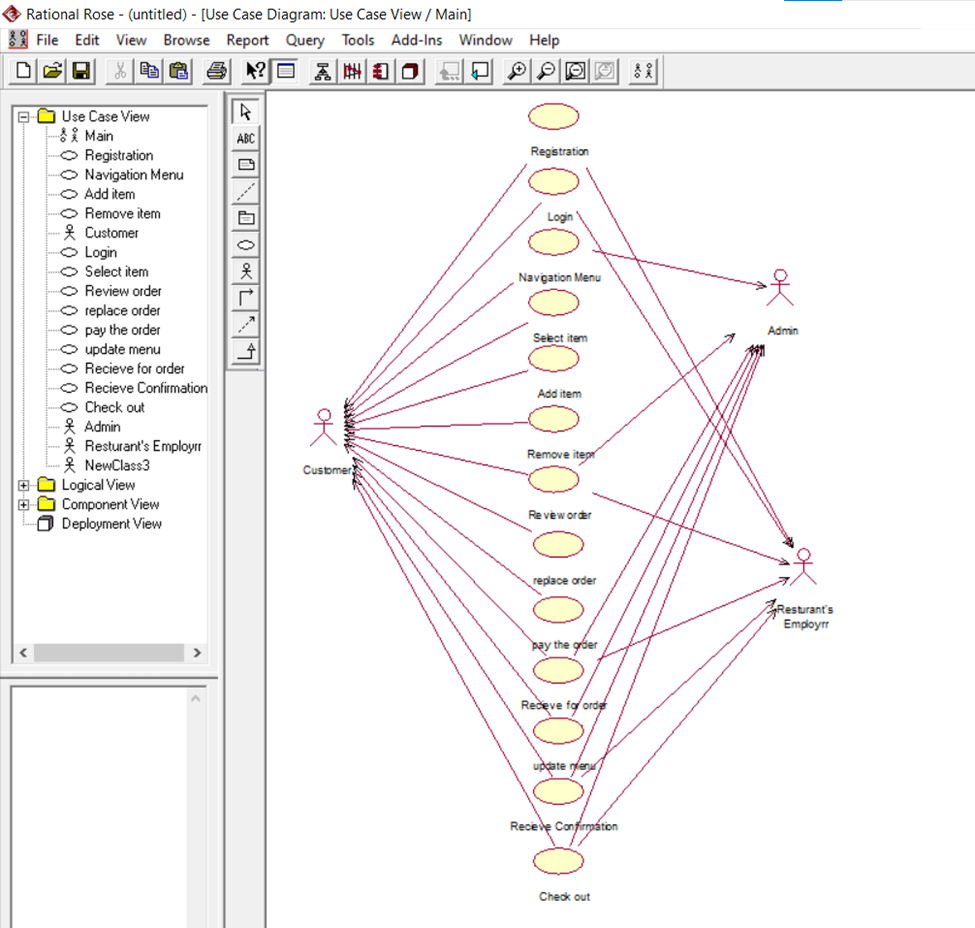 Rational Rose - (untitled) - [Use Case Diagram: Use Case View / Main]
File Edit View Browse Report Query Tools Add-Ins Window Help
Use Case View
Main
Registration
Navigation Menu
Add item
Remove item
Customer
Login
Select item
Review order
replace order
pay the order
update menu
Recieve for order
Recieve Confirmation
Check out
Admin
Resturant's Employrr
NewClass3
Logical View
Component View
Deployment View
ABC
Registration
Login
Navigation Menu
Select item
Add item
Remove item
Review order
replace order
pay the order
Recieve for order
update menu
Recieve Confirmation
Check out
Customer
Admin
Resturant's
Employrr